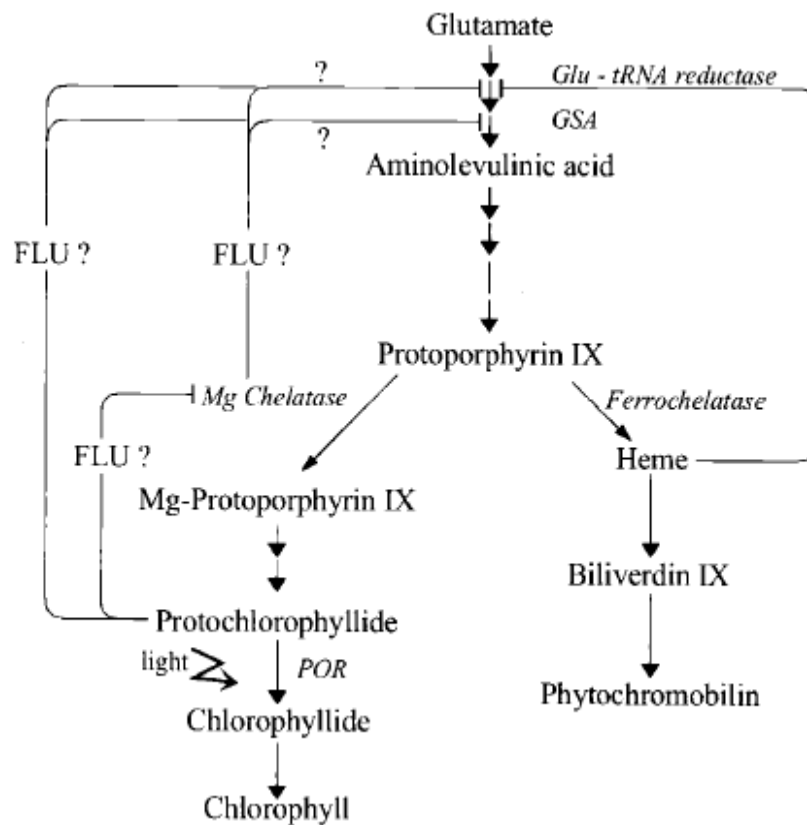 Glutamate
?
Glu - tRNA reductase
GSA
?
Aminolevulinic acid
FLU ?
FLU ?
Protoporphyrin IX
Mg Chelatase
Ferrochelatase
FLU ?
Heme
Mg-Protoporphyrin IX
Biliverdin IX
Protochlorophyllide
light
POR
Phytochromobilin
Chlorophyllide
Chlorophyll